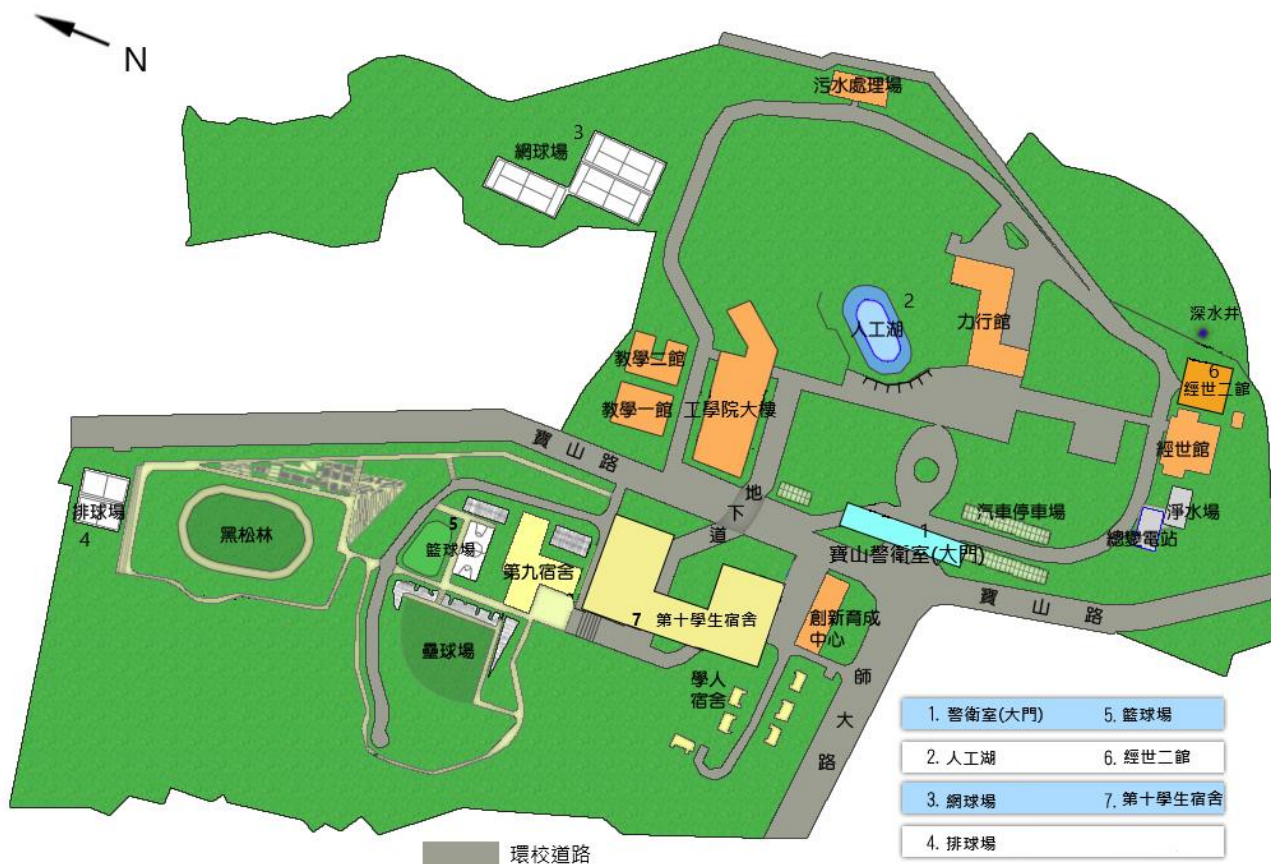 N
污水處理場
3
網球場
深水井
2
人工湖
力行館
教學二館
6
經世二館
教學一館
工學院大樓
經世館
寶山路
排球場
4
黑松林
5
籃球場
第九宿舍
地下道
汽車停車場
淨水場
總變電站
1
寶山警衛室(大門)
寶山路
7 第十學生宿舍
創新育成
中心
壘球場
學人
宿舍
師大路
1. 警衛室(大門) 5. 籃球場
2. 人工湖 6. 經世二館
3. 網球場 7. 第十學生宿舍
4. 排球場
環校道路